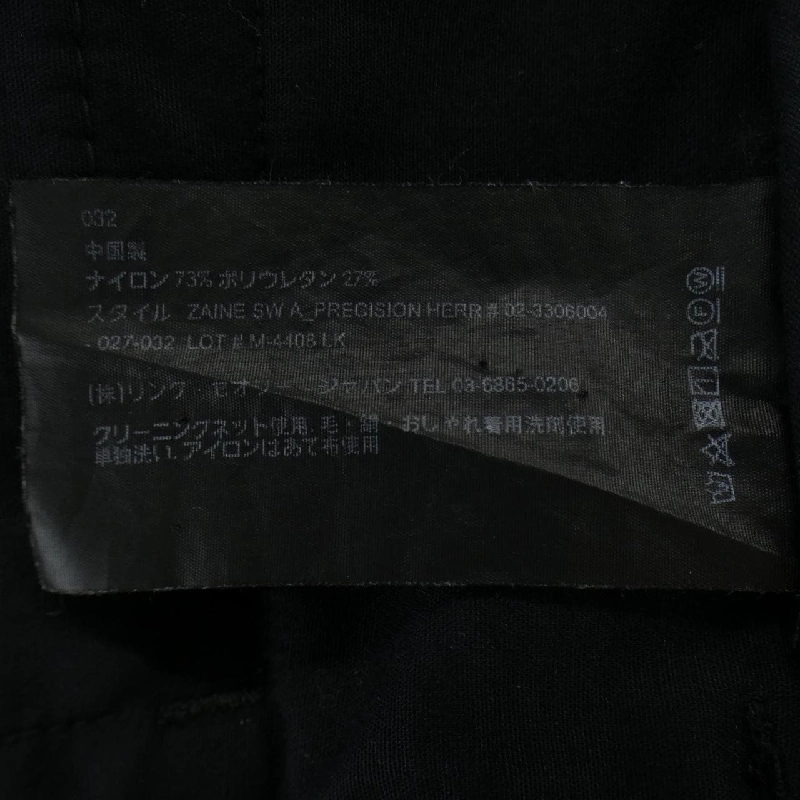 032
中国製
ナイロン 73% ポリウレタン 27%
スタイル ZAINE SW A_PRECISION HERR # 02-3306004
- 027-032 LOT # M-4408 LK
(株)リンク・セオリー・ジャパン TEL 03-6865-0206
クリーニングネット使用、毛・絹・おしゃれ着用洗剤使用
単独洗い、アイロンはあて布使用
W
F